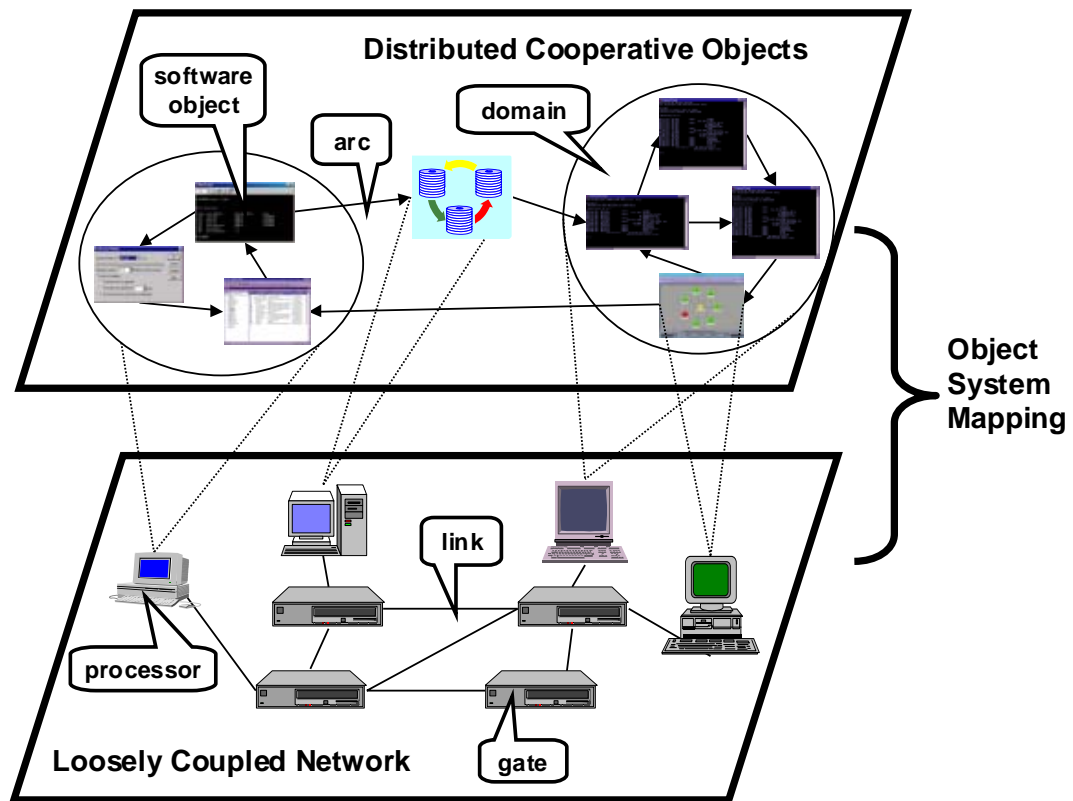 Distributed Cooperative Objects
software
object
domain
arc
Object
System
Mapping
link
processor
gate
Loosely Coupled Network